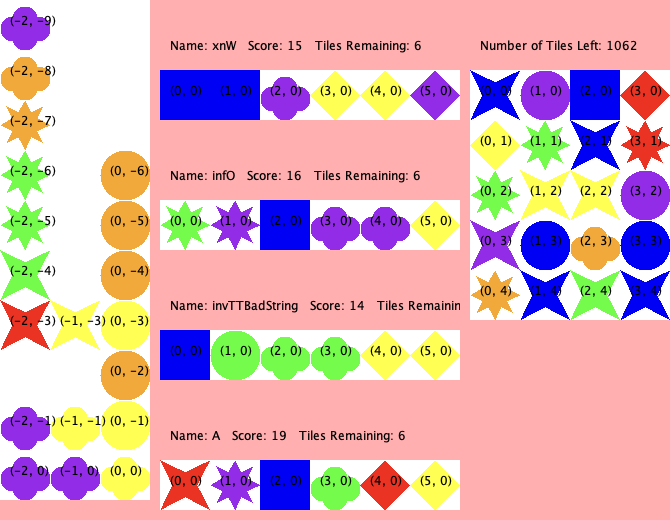 (-2, -9)
(-2, -8)
(-2, -7)
(-2, -6) (0, -6)
(-2, -5) (0, -5)
(-2, -4) (0, -4)
(-2, -3) (-1, -3) (0, -3)
(0, -2)
(-2, -1) (-1, -1) (0, -1)
(-2, 0) (-1, 0) (0, 0)
Name: xnW Score: 15 Tiles Remaining: 6
(0, 0) (1, 0) (2, 0) (3, 0) (4, 0) (5, 0)
Name: infO Score: 16 Tiles Remaining: 6
(0, 0) (1, 0) (2, 0) (3, 0) (4, 0) (5, 0)
Name: invTTBadString Score: 14 Tiles Remainin
(0, 0) (1, 0) (2, 0) (3, 0) (4, 0) (5, 0)
Name: A Score: 19 Tiles Remaining: 6
(0, 0) (1, 0) (2, 0) (3, 0) (4, 0) (5, 0)
Number of Tiles Left: 1062
(0, 0) (1, 0) (2, 0) (3, 0)
(0, 1) (1, 1) (2, 1) (3, 1)
(0, 2) (1, 2) (2, 2) (3, 2)
(0, 3) (1, 3) (2, 3) (3, 3)
(0, 4) (1, 4) (2, 4) (3, 4)